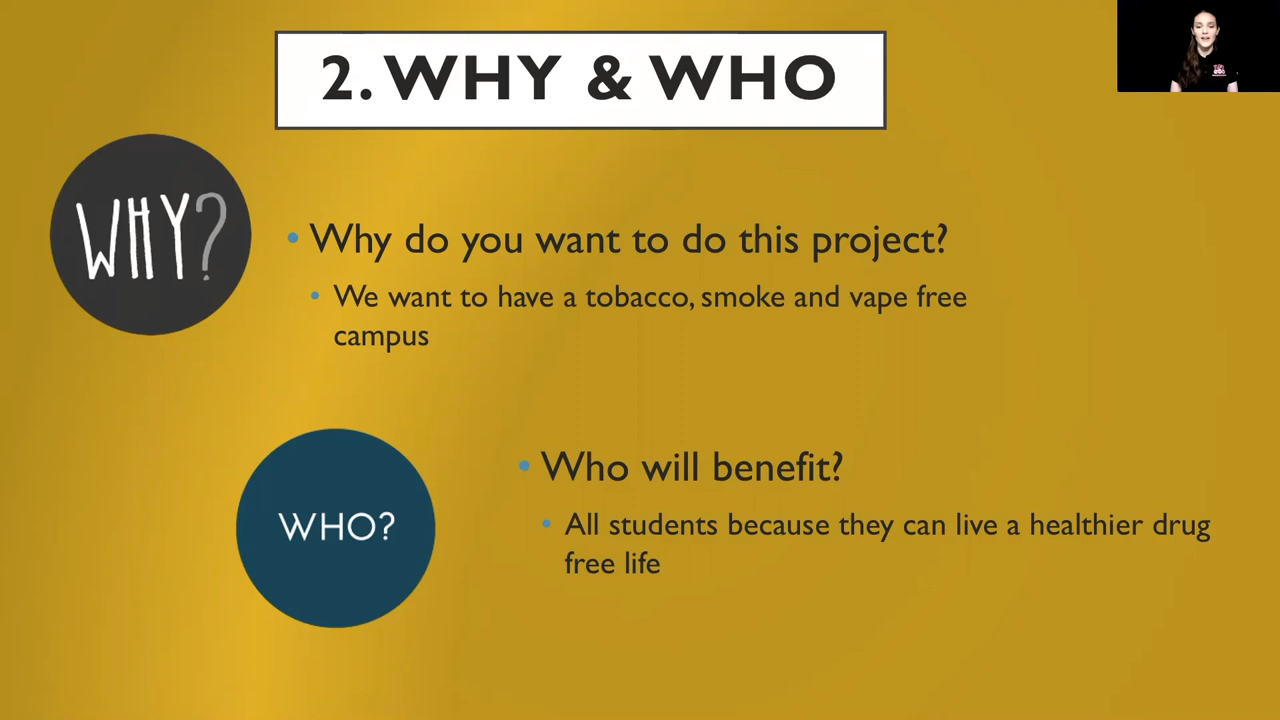 2. WHY & WHO
WHY?
• Why do you want to do this project?
• We want to have a tobacco, smoke and vape free
campus
WHO?
• Who will benefit?
• All students because they can live a healthier drug
free life